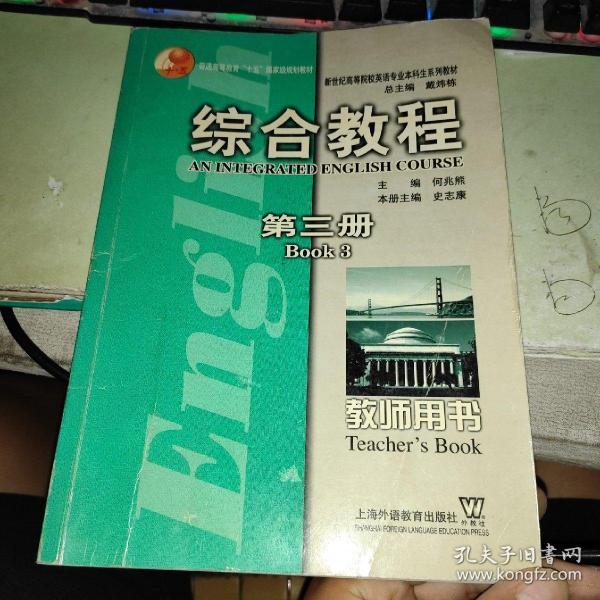 普通高等教育“十五”国家级规划教材
新世纪高等院校英语专业本科生系列教材
总主编 戴炜栋
English
综合教程
AN INTEGRATED ENGLISH COURSE
主 编 何兆熊
本册主编 史志康
第三册
Book 3
教师用书
Teacher's Book
上海外语教育出版社
外教社
SHANGHAI FOREIGN LANGUAGE EDUCATION PRESS
孔夫子旧书网
www.kongfz.com